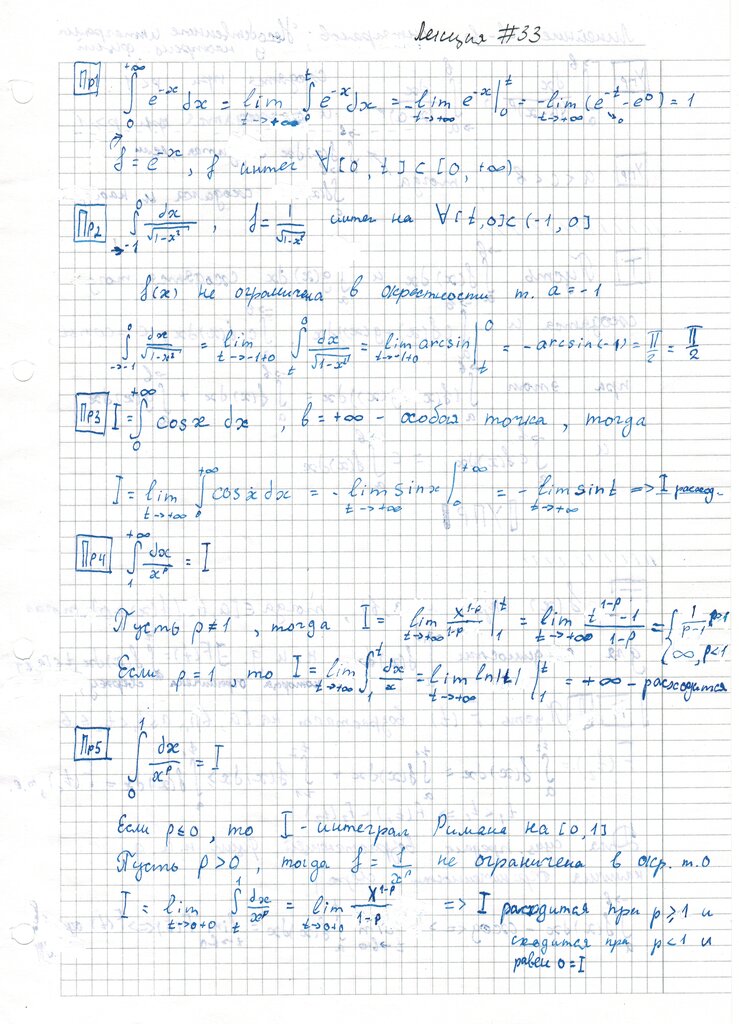 Лекция #33
Пр1 ∫₀^{+∞} e^{-x} dx = lim_{t→+∞} ∫₀^t e^{-x} dx = -lim_{t→+∞} e^{-x} |₀^t = -lim_{t→+∞} (e^{-t} - e^0) = 1
f = e^{-x}, f интег ∀ [0, t] ⊂ [0, +∞)
Пр2 ∫_{→-1}^0 dx/√(1-x²), f = 1/√(1-x²) интег на ∀ [t, 0] ⊂ (-1, 0]
f(x) не ограничена в окрестности т. a = -1
∫_{→-1}^0 dx/√(1-x²) = lim_{t→-1+0} ∫_t^0 dx/√(1-x²) = lim_{t→-1+0} arcsin |_t^0 = -arcsin(-1) = π/2 = π/2
Пр3 I = ∫₀^{+∞} cosx dx, в = +∞ - особая точка, тогда
I = lim_{t→+∞} ∫₀^{+∞} cosx dx = -lim_{t→+∞} sinx |₀^{+∞} = -lim_{t→+∞} sint => I расход.
Пр4 ∫₁^{+∞} dx/x^p = I
Пусть p ≠ 1, тогда, I = lim_{t→+∞} x^{1-p}/(1-p) |₁^t = lim_{t→+∞} (t^{1-p} - 1)/(1-p) = { 1/(p-1), p>1; ∞, p<1
Если p = 1, то I = lim_{t→+∞} ∫₁^t dx/x = lim_{t→+∞} ln|t| |₁^t = +∞ - расходится
Пр5 ∫₀^1 dx/x^p = I
Если p≤0, то I - интеграл Римана на [0, 1]
Пусть p > 0, тогда f = 1/x^p не ограничена в окр. т. 0
I = lim_{t→0+0} ∫_t^1 dx/x^p = lim_{t→0+0} x^{1-p}/(1-p) => I расходится при p ≥ 1 и
сходится при p < 1 и
равен 0 = I